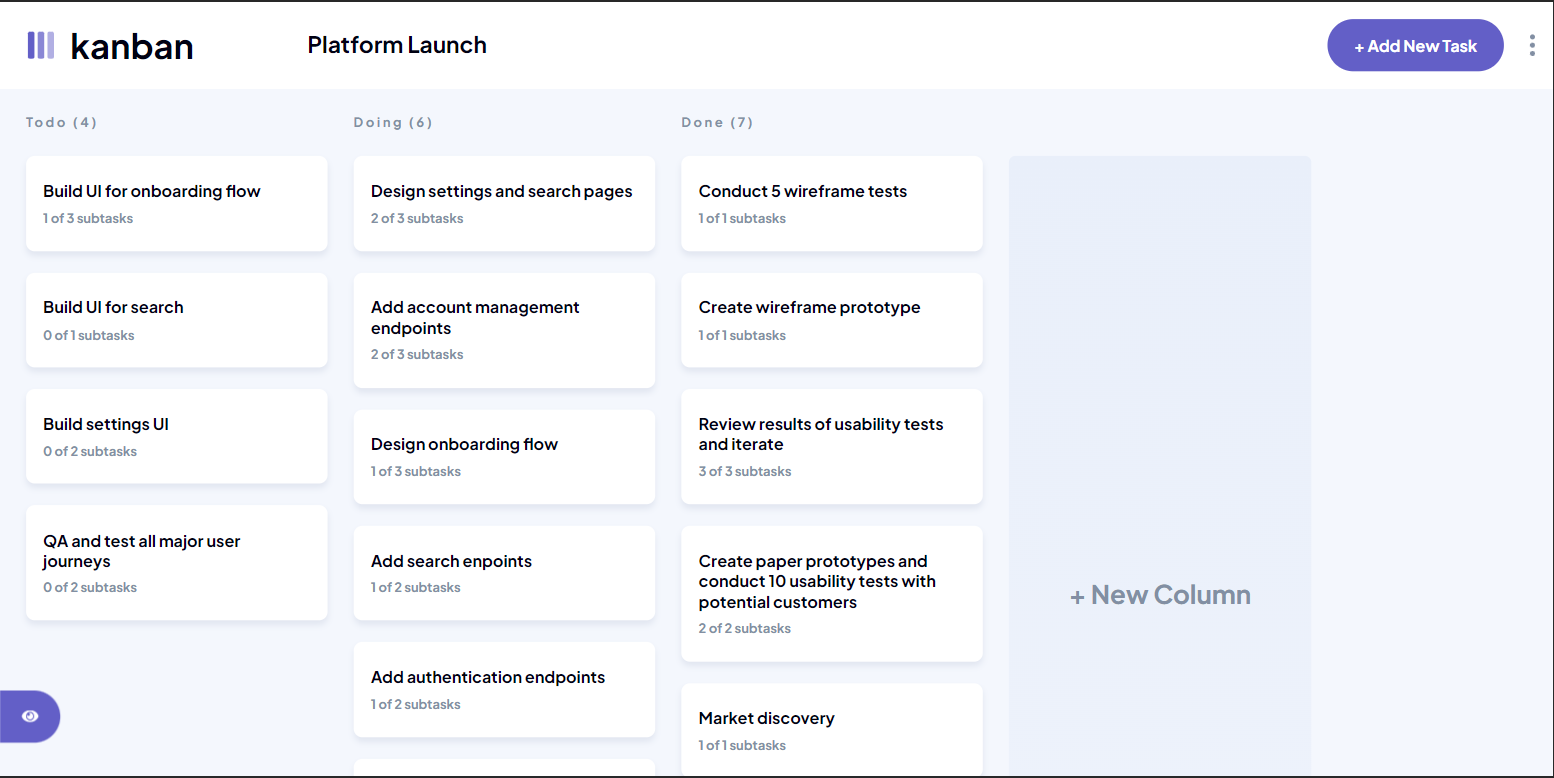 kanban
Platform Launch
+ Add New Task
Todo (4)
Build UI for onboarding flow
1 of 3 subtasks
Build UI for search
0 of 1 subtasks
Build settings UI
0 of 2 subtasks
QA and test all major user
journeys
0 of 2 subtasks
Doing (6)
Design settings and search pages
2 of 3 subtasks
Add account management
endpoints
2 of 3 subtasks
Design onboarding flow
1 of 3 subtasks
Add search enpoints
1 of 2 subtasks
Add authentication endpoints
1 of 2 subtasks
Done (7)
Conduct 5 wireframe tests
1 of 1 subtasks
Create wireframe prototype
1 of 1 subtasks
Review results of usability tests
and iterate
3 of 3 subtasks
Create paper prototypes and
conduct 10 usability tests with
potential customers
2 of 2 subtasks
Market discovery
1 of 1 subtasks
+ New Column